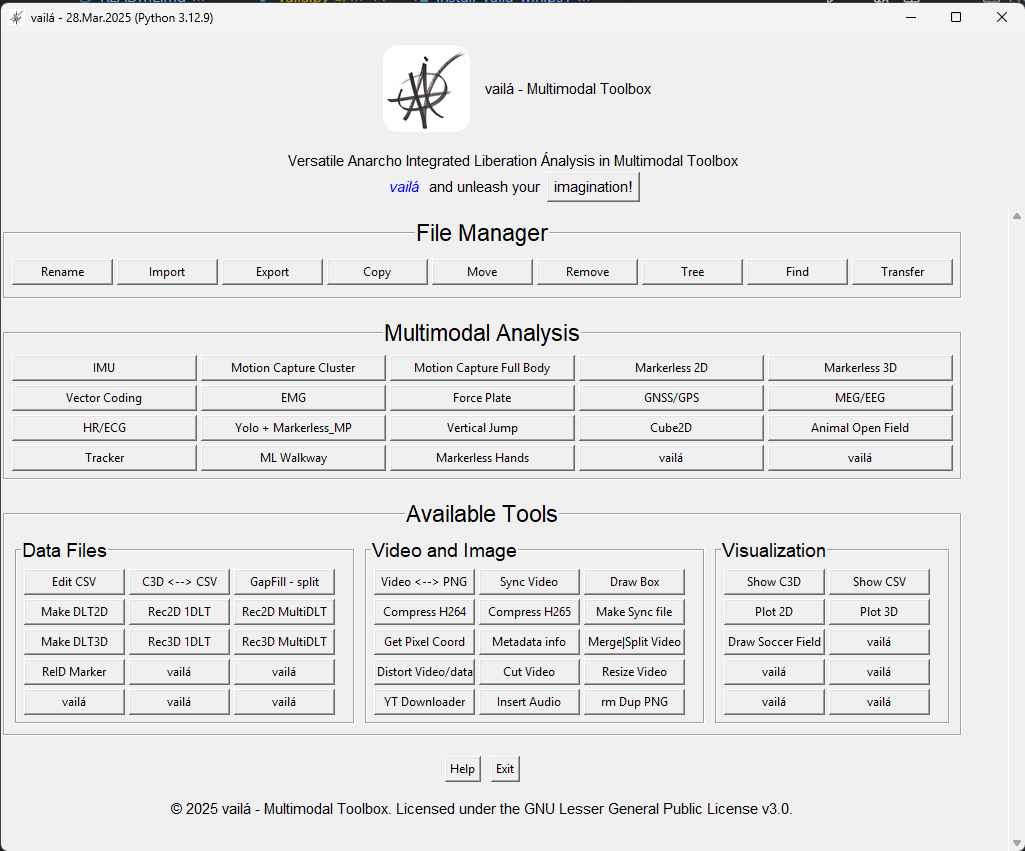 vailá - 28.Mar.2025 (Python 3.12.9)
vailá - Multimodal Toolbox
Versatile Anarcho Integrated Liberation Ánalysis in Multimodal Toolbox
vailá and unleash your imagination!
File Manager
Rename Import Export Copy Move Remove Tree Find Transfer
Multimodal Analysis
IMU Motion Capture Cluster Motion Capture Full Body Markerless 2D Markerless 3D
Vector Coding EMG Force Plate GNSS/GPS MEG/EEG
HR/ECG Yolo + Markerless_MP Vertical Jump Cube2D Animal Open Field
Tracker ML Walkway Markerless Hands vailá vailá
Available Tools
Data Files
Edit CSV C3D <--> CSV GapFill - split
Make DLT2D Rec2D 1DLT Rec2D MultiDLT
Make DLT3D Rec3D 1DLT Rec3D MultiDLT
ReID Marker vailá vailá
vailá vailá vailá
Video and Image
Video <--> PNG Sync Video Draw Box
Compress H264 Compress H265 Make Sync file
Get Pixel Coord Metadata info Merge|Split Video
Distort Video/data Cut Video Resize Video
YT Downloader Insert Audio rm Dup PNG
Visualization
Show C3D Show CSV
Plot 2D Plot 3D
Draw Soccer Field vailá
vailá vailá
vailá vailá
Help Exit
© 2025 vailá - Multimodal Toolbox. Licensed under the GNU Lesser General Public License v3.0.